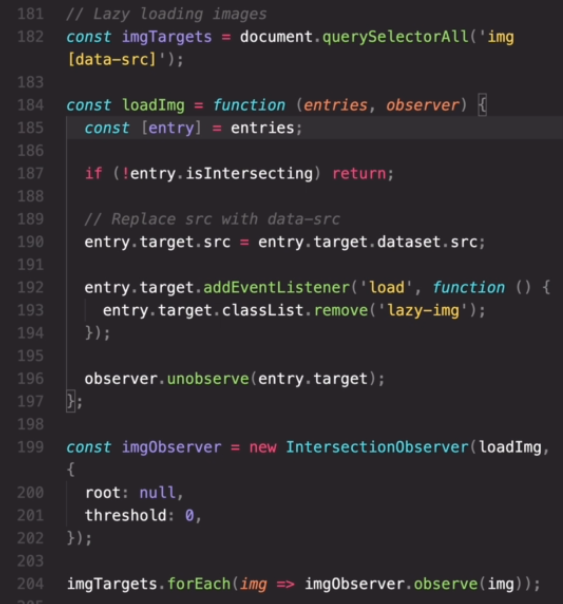 181 // Lazy loading images
182 const imgTargets = document.querySelectorAll('img
[data-src]');
183
184 const loadImg = function (entries, observer) {
185 const [entry] = entries;
186
187 if (!entry.isIntersecting) return;
188
189 // Replace src with data-src
190 entry.target.src = entry.target.dataset.src;
191
192 entry.target.addEventListener('load', function () {
193 entry.target.classList.remove('lazy-img');
194 });
195
196 observer.unobserve(entry.target);
197 };
198
199 const imgObserver = new IntersectionObserver(loadImg,
{
200 root: null,
201 threshold: 0,
202 });
203
204 imgTargets.forEach(img => imgObserver.observe(img));
205